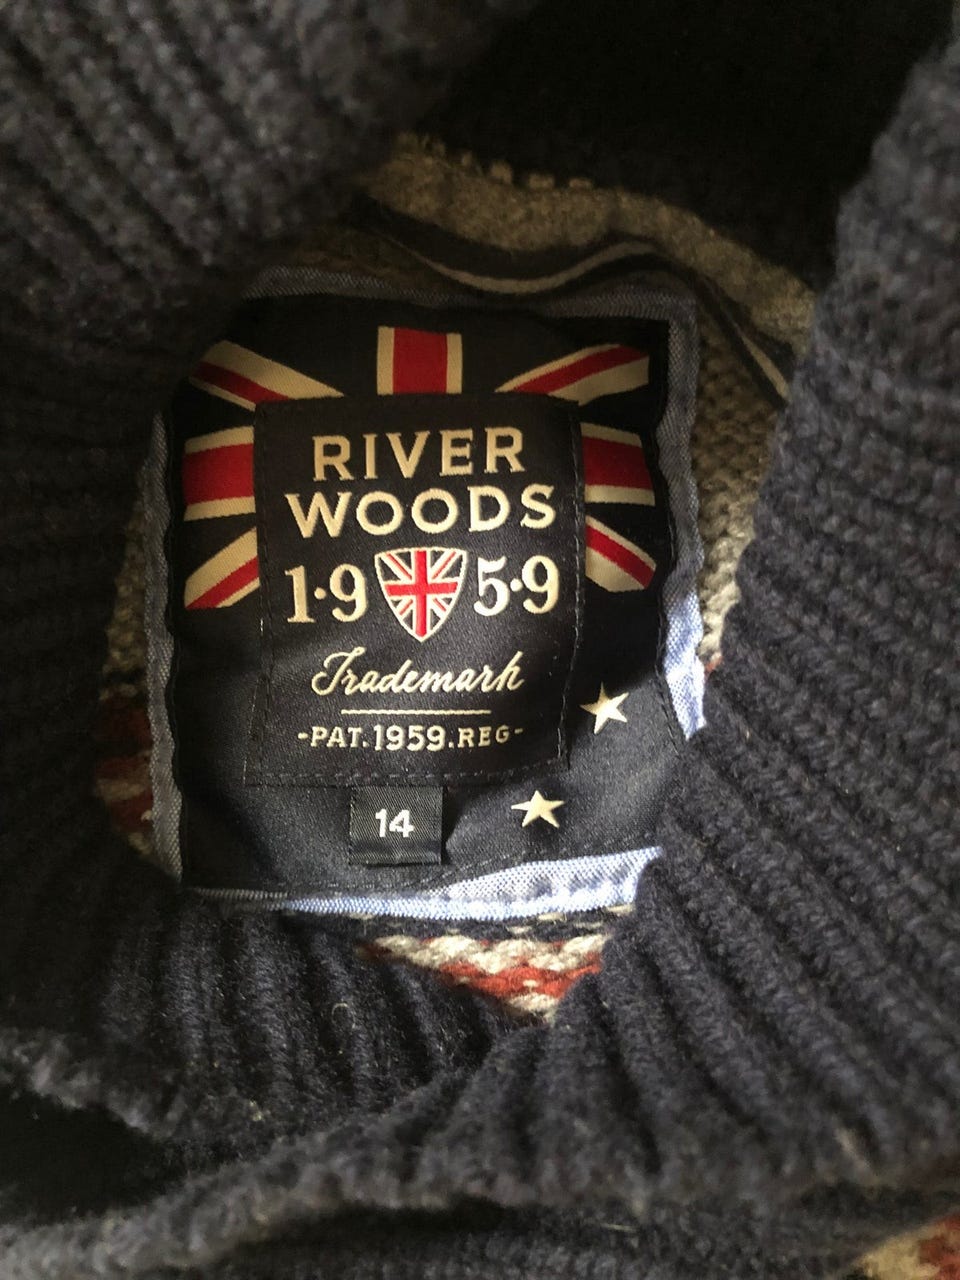 RIVER
WOODS
1·9 5·9
Trademark
-PAT.1959.REG-
14